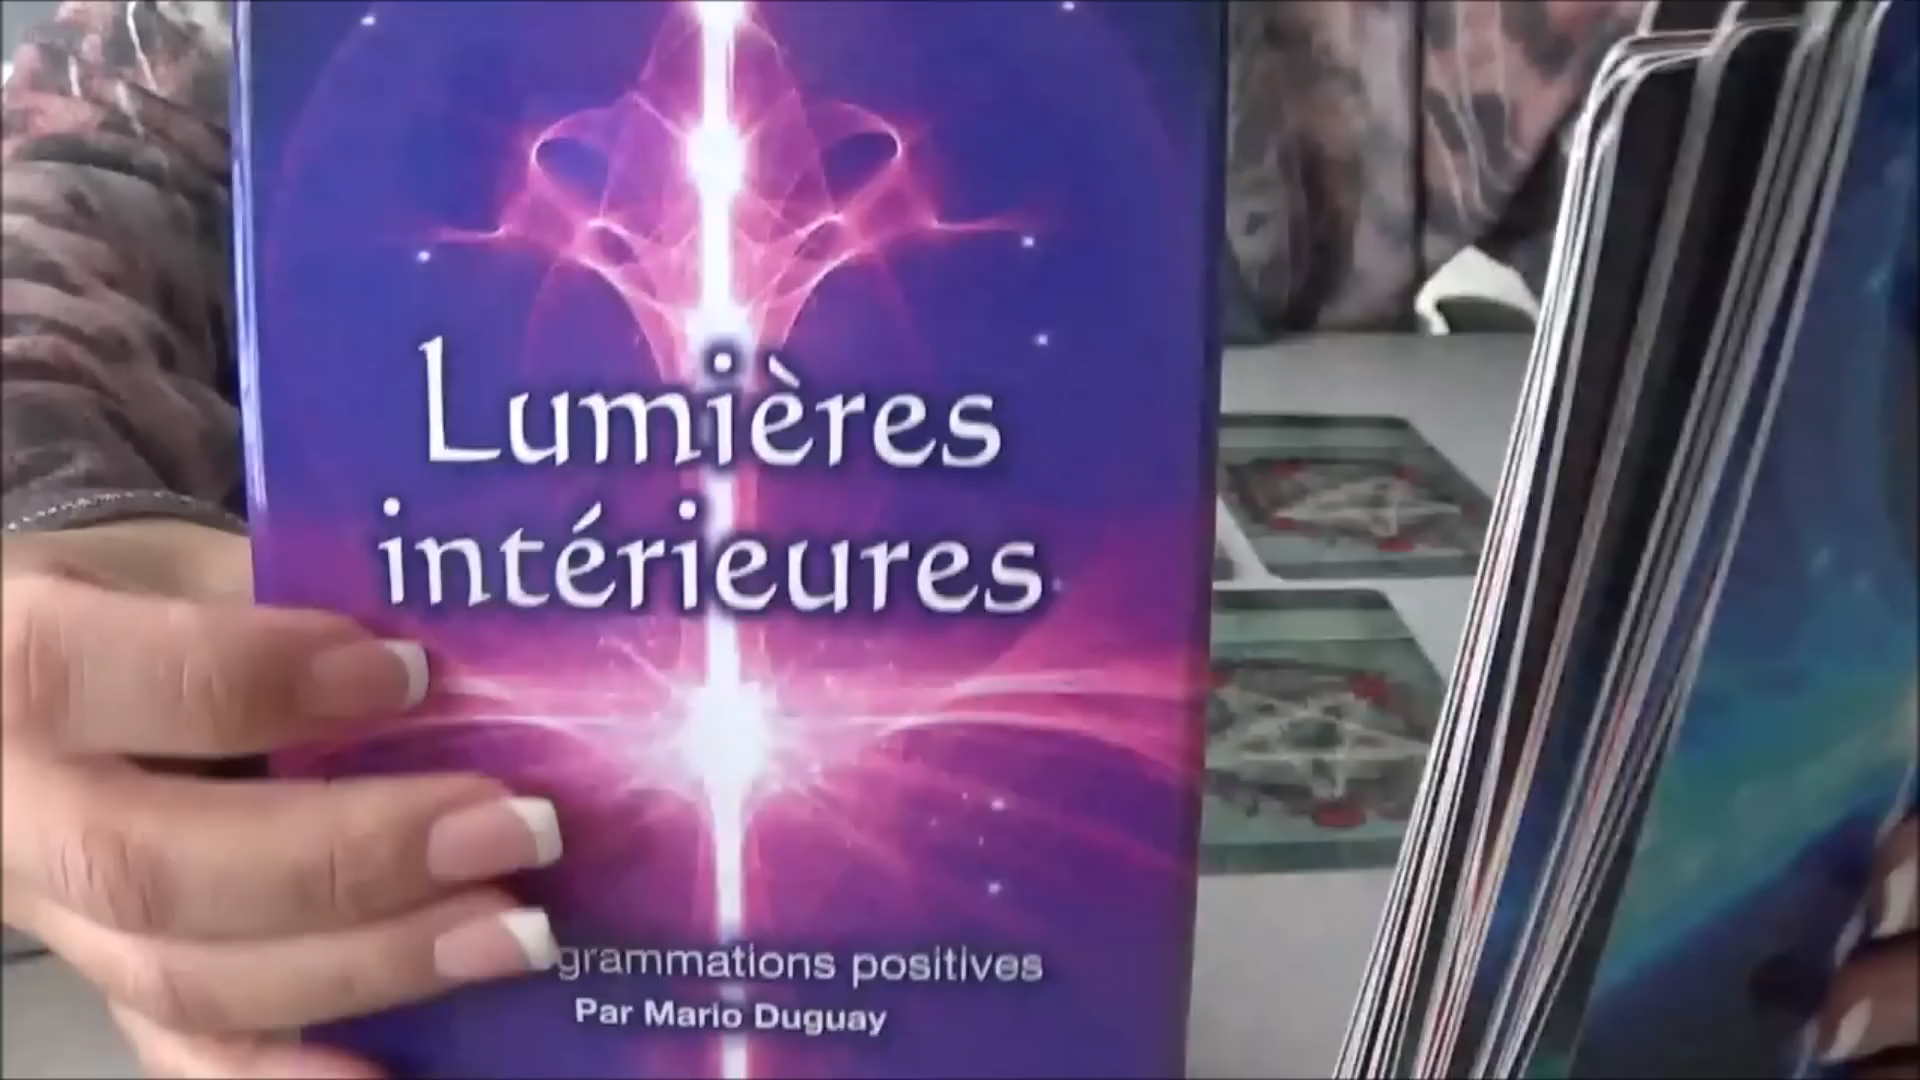 Lumières
intérieures
grammations positives
Par Mario Duguay